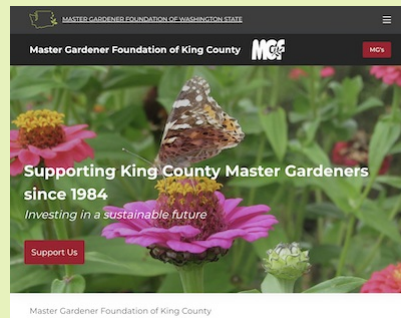 MASTER GARDENER FOUNDATION OF WASHINGTON STATE
Master Gardener Foundation of King County
MG's
Supporting King County Master Gardeners
since 1984
Investing in a sustainable future
Support Us
Master Gardener Foundation of King County